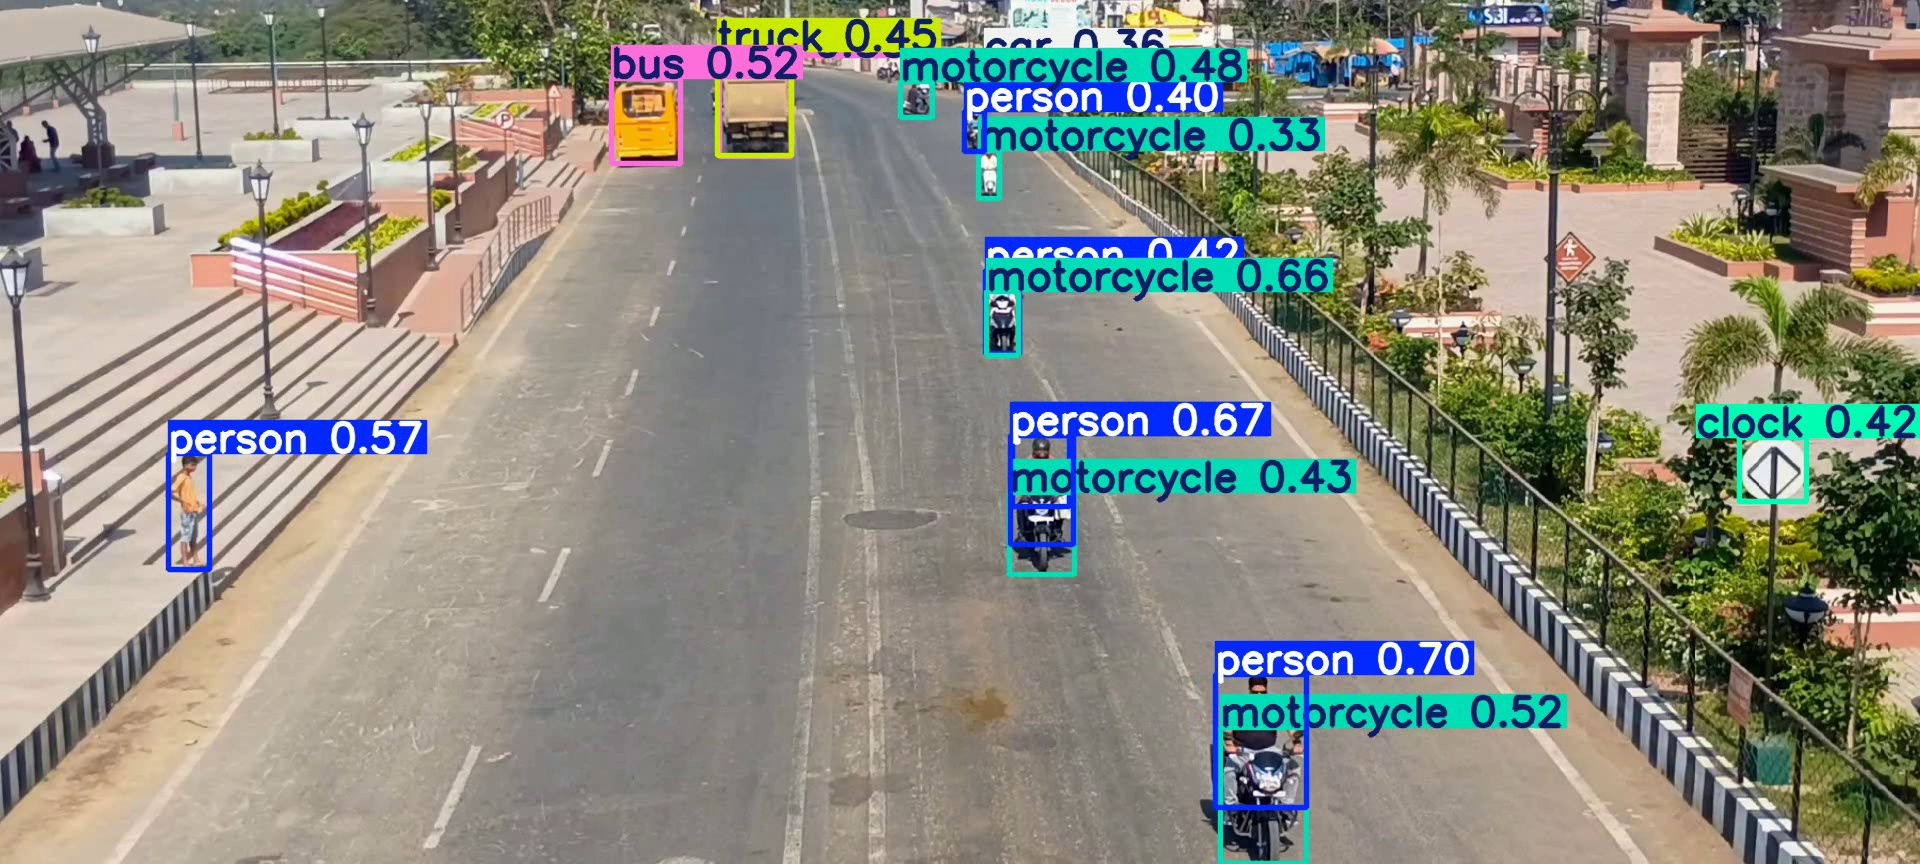 SBI
truck 0.45
car 0.36
bus 0.52
motorcycle 0.48
person 0.40
motorcycle 0.33
person 0.42
motorcycle 0.66
person 0.67
clock 0.42
person 0.57
motorcycle 0.43
person 0.70
motorcycle 0.52
P